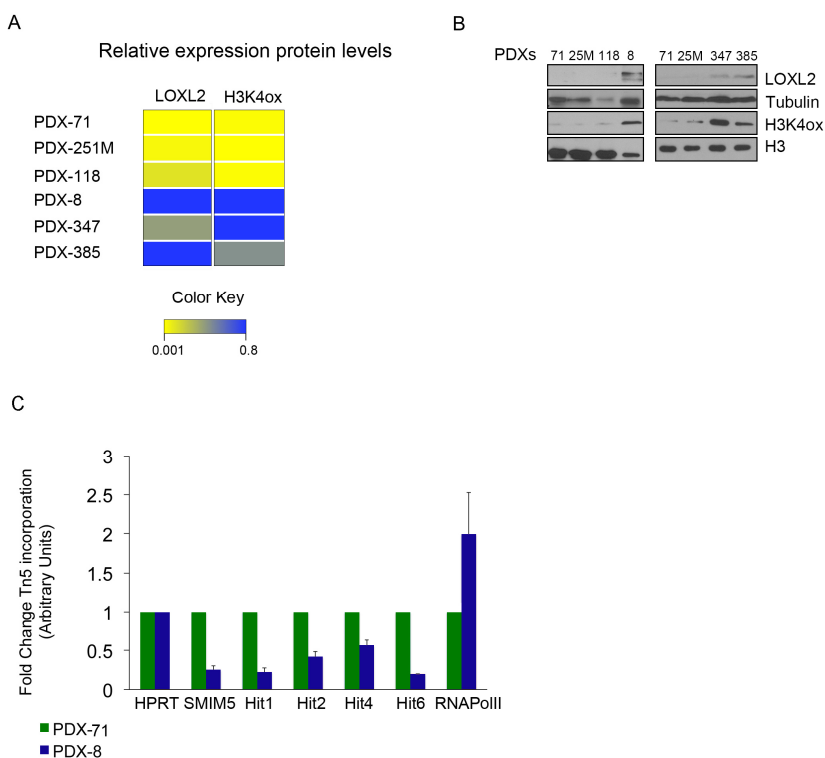 A
Relative expression protein levels
LOXL2 H3K4ox
PDX-71
PDX-251M
PDX-118
PDX-8
PDX-347
PDX-385
Color Key
0.001 0.8
B
PDXs 71 25M 118 8 71 25M 347 385
LOXL2
Tubulin
H3K4ox
H3
C
Fold Change Tn5 incorporation
(Arbitrary Units)
3
2.5
2
1.5
1
0.5
0
HPRT SMIM5 Hit1 Hit2 Hit4 Hit6 RNAPolII
PDX-71
PDX-8